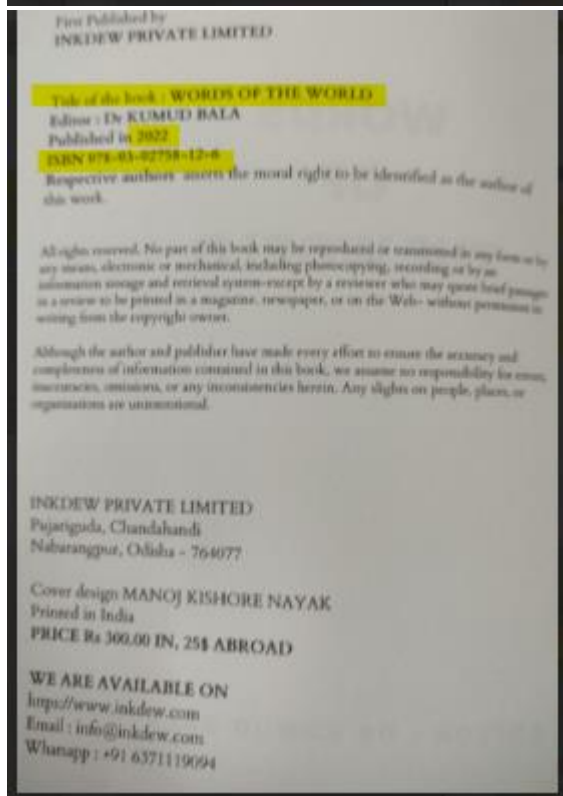 First Published by
INKDEW PRIVATE LIMITED
Title of the book : WORDS OF THE WORLD
Editor : Dr KUMUD BALA
Published in 2022
ISBN 978-93-92758-12-6
Respective authors asserts the moral right to be identified as the author of
this work.
All rights reserved. No part of this book may be reproduced or transmitted in any form or by
any means, electronic or mechanical, including photocopying, recording or by an
information storage and retrieval system-except by a reviewer who may quote brief passages
in a review to be printed in a magazine, newspaper, or on the Web- without permission in
writing from the copyright owner.
Although the author and publisher have made every effort to ensure the accuracy and
completeness of information contained in this book, we assume no responsibility for errors,
inaccuracies, omissions, or any inconsistencies herein. Any slights on people, places, or
organizations are unintentional.
INKDEW PRIVATE LIMITED
Pujariguda, Chandahandi
Nabarangpur, Odisha - 764077
Cover design MANOJ KISHORE NAYAK
Printed in India
PRICE Rs 300.00 IN, 25$ ABROAD
WE ARE AVAILABLE ON
https://www.inkdew.com
Email : info@inkdew.com
Whatsapp : +91 6371119094